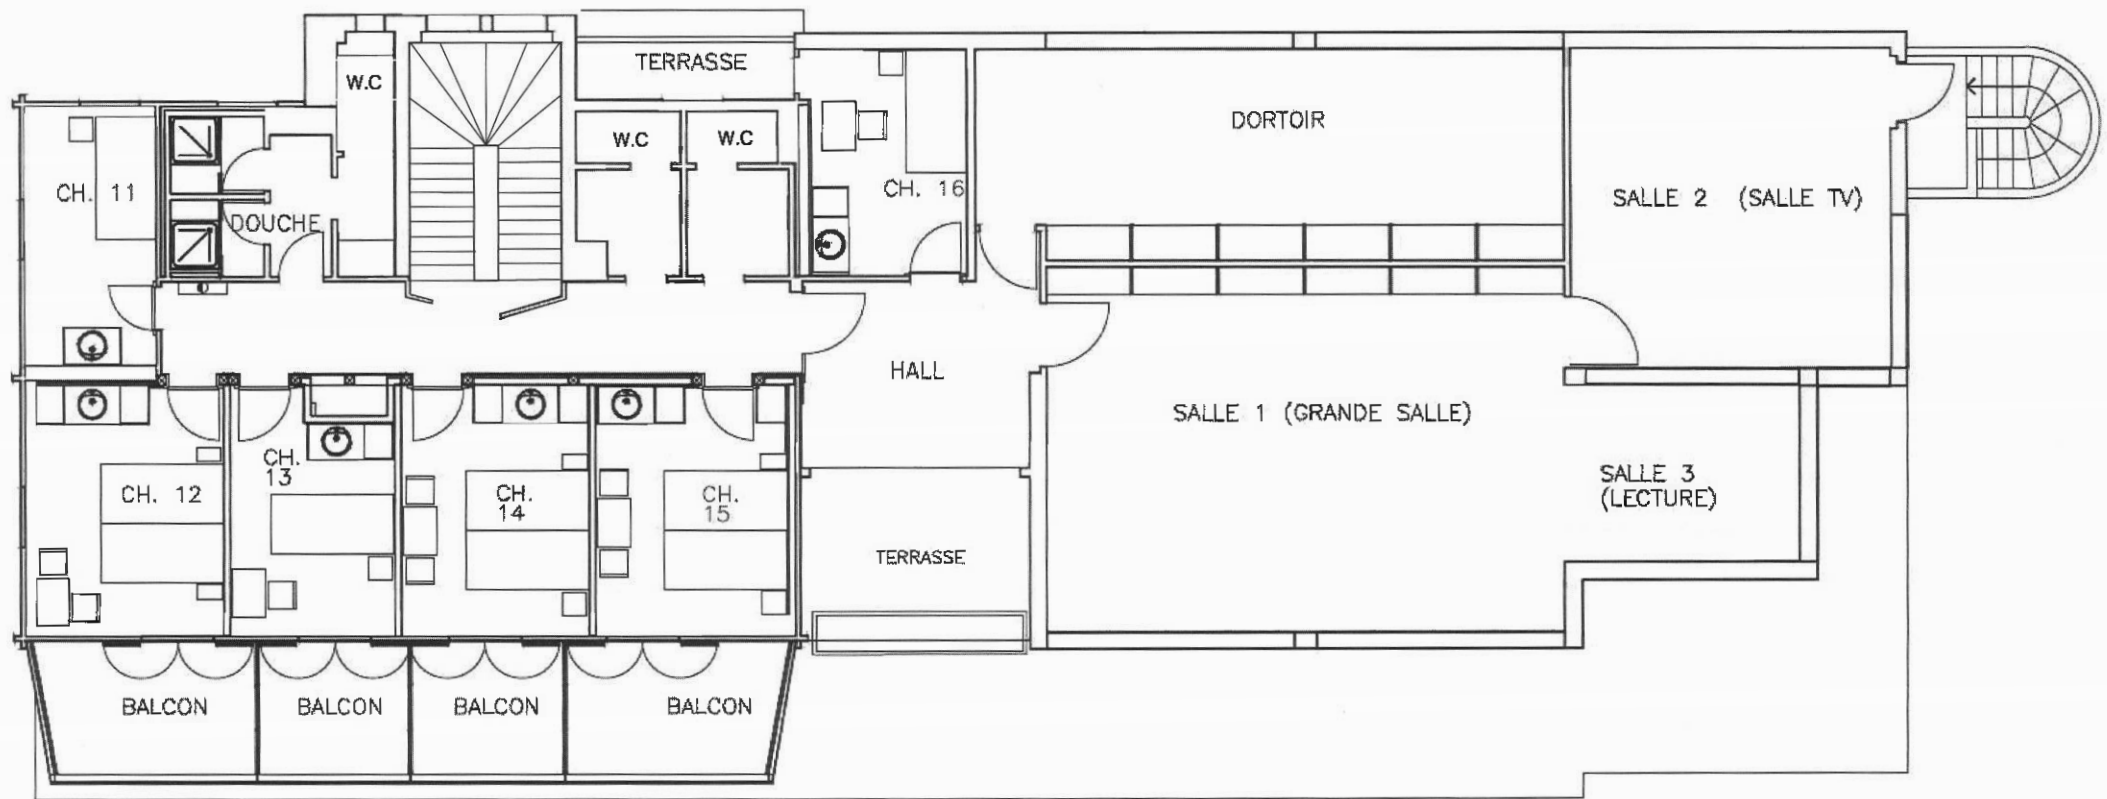 TERRASSE
W.C
W.C
W.C
DORTOIR
CH. 11
CH. 16
SALLE 2 (SALLE TV)
DOUCHE
HALL
SALLE 1 (GRANDE SALLE)
CH.
13
CH. 12
CH.
14
CH.
15
SALLE 3
(LECTURE)
TERRASSE
BALCON
BALCON
BALCON
BALCON